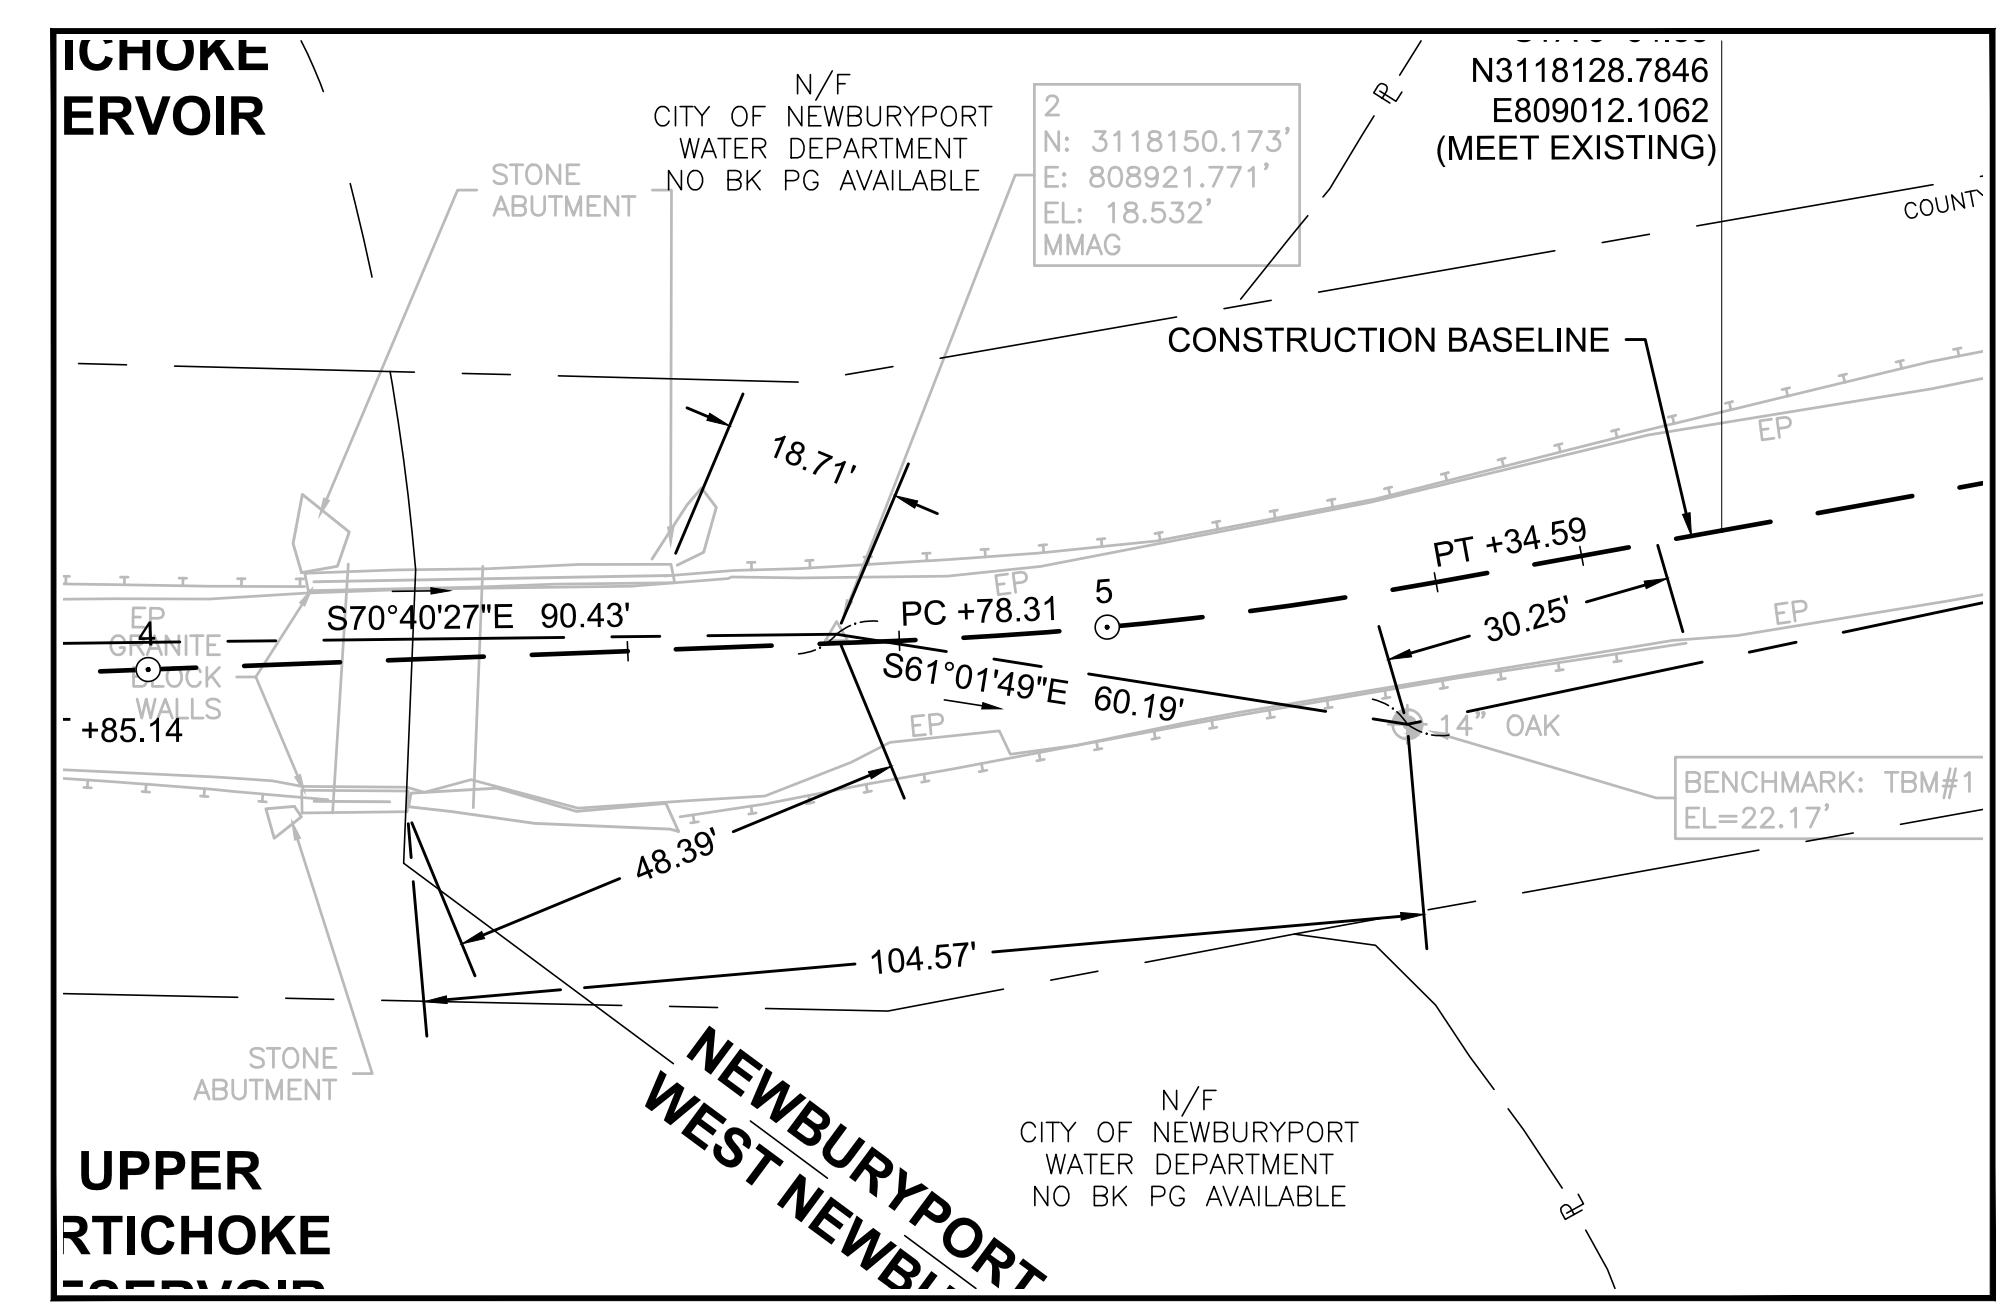 ICHOKE
ERVOIR
N/F
CITY OF NEWBURYPORT
WATER DEPARTMENT
NO BK PG AVAILABLE
STONE
ABUTMENT
2
N: 3118150.173'
E: 808921.771'
EL: 18.532'
MMAG
PL
N3118128.7846
E809012.1062
(MEET EXISTING)
COUNTY
CONSTRUCTION BASELINE
18.71'
EP
PT +34.59
EP
PC +78.31
5
30.25'
EP
S70°40'27"E 90.43'
EP
4
GRANITE
BLOCK
WALLS
+85.14
S61°01'49"E 60.19'
EP
14" OAK
BENCHMARK: TBM#1
EL=22.17'
48.39'
104.57'
STONE
ABUTMENT
NEWBURYPORT
WEST NEWBU
N/F
CITY OF NEWBURYPORT
WATER DEPARTMENT
NO BK PG AVAILABLE
PL
UPPER
RTICHOKE